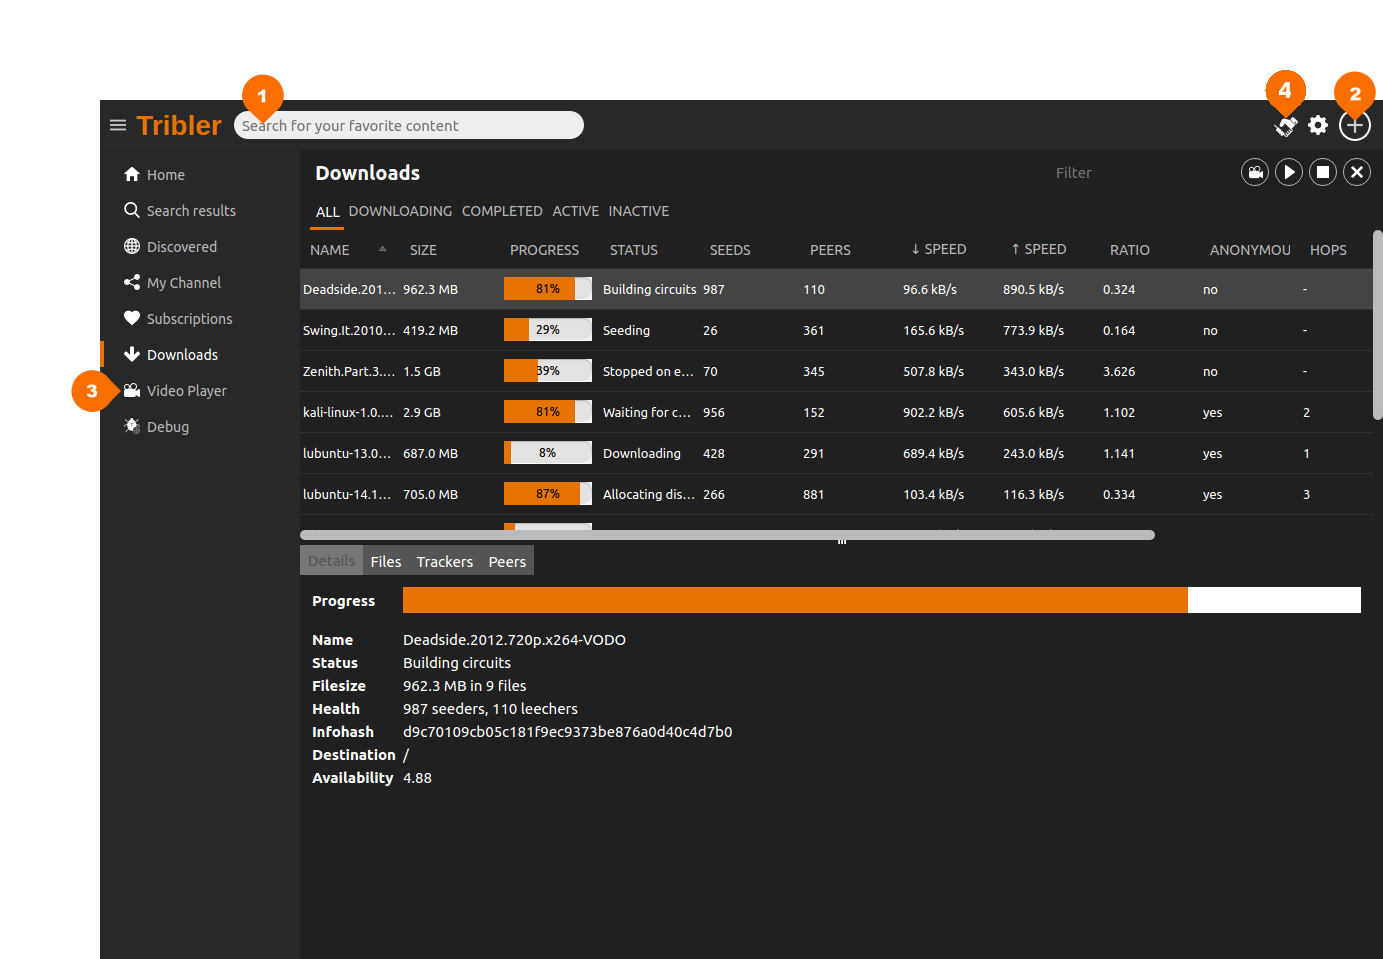 1
4
2
Tribler
Search for your favorite content
Home
Search results
Discovered
My Channel
Subscriptions
Downloads
3
Video Player
Debug
Downloads
Filter
ALL DOWNLOADING COMPLETED ACTIVE INACTIVE
NAME SIZE PROGRESS STATUS SEEDS PEERS ↓ SPEED ↑ SPEED RATIO ANONYMOU HOPS
Deadside.201... 962.3 MB 81% Building circuits 987 110 96.6 kB/s 890.5 kB/s 0.324 no -
Swing.It.2010... 419.2 MB 29% Seeding 26 361 165.6 kB/s 773.9 kB/s 0.164 no -
Zenith.Part.3.... 1.5 GB 39% Stopped on e... 70 345 507.8 kB/s 343.0 kB/s 3.626 no -
kali-linux-1.0.... 2.9 GB 81% Waiting for c... 956 152 902.2 kB/s 605.6 kB/s 1.102 yes 2
lubuntu-13.0... 687.0 MB 8% Downloading 428 291 689.4 kB/s 243.0 kB/s 1.141 yes 1
lubuntu-14.1... 705.0 MB 87% Allocating dis... 266 881 103.4 kB/s 116.3 kB/s 0.334 yes 3
Details Files Trackers Peers
Progress
Name Deadside.2012.720p.x264-VODO
Status Building circuits
Filesize 962.3 MB in 9 files
Health 987 seeders, 110 leechers
Infohash d9c70109cb05c181f9ec9373be876a0d40c4d7b0
Destination /
Availability 4.88